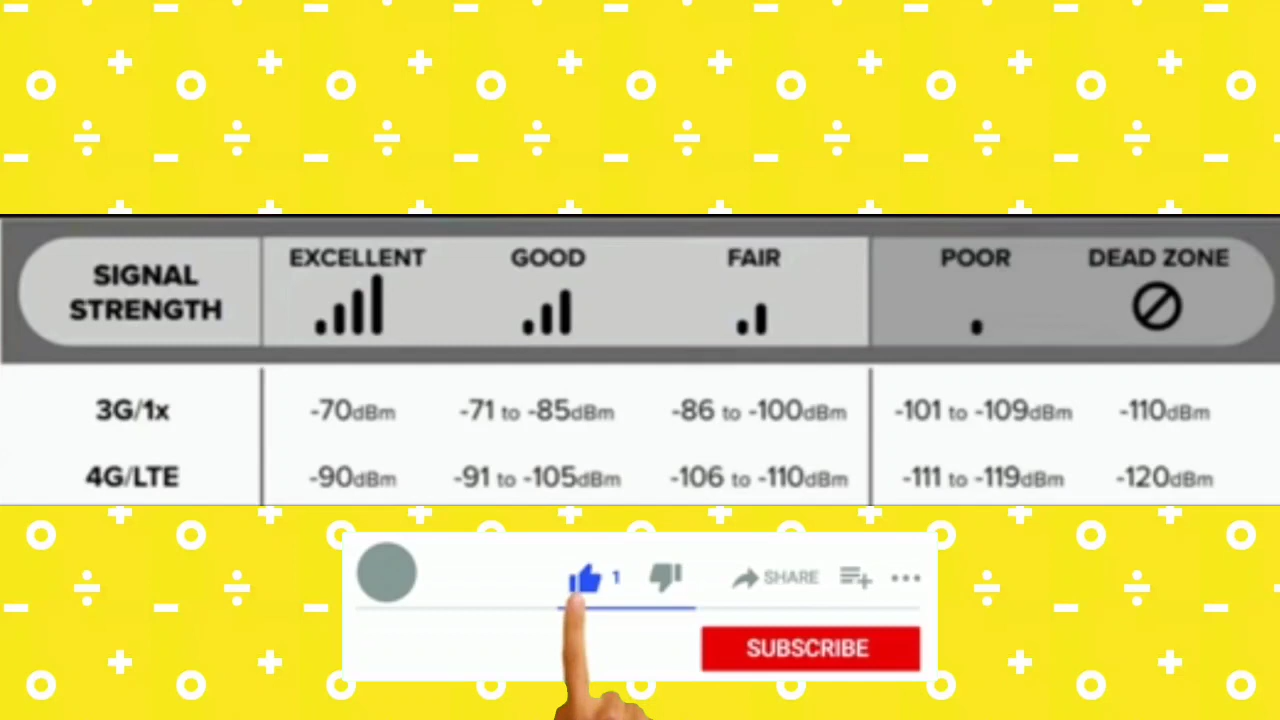 SIGNAL STRENGTH EXCELLENT GOOD FAIR POOR DEAD ZONE
3G/1x -70dBm -71 to -85dBm -86 to -100dBm -101 to -109dBm -110dBm
4G/LTE -90dBm -91 to -105dBm -106 to -110dBm -111 to -119dBm -120dBm
1 SHARE
SUBSCRIBE